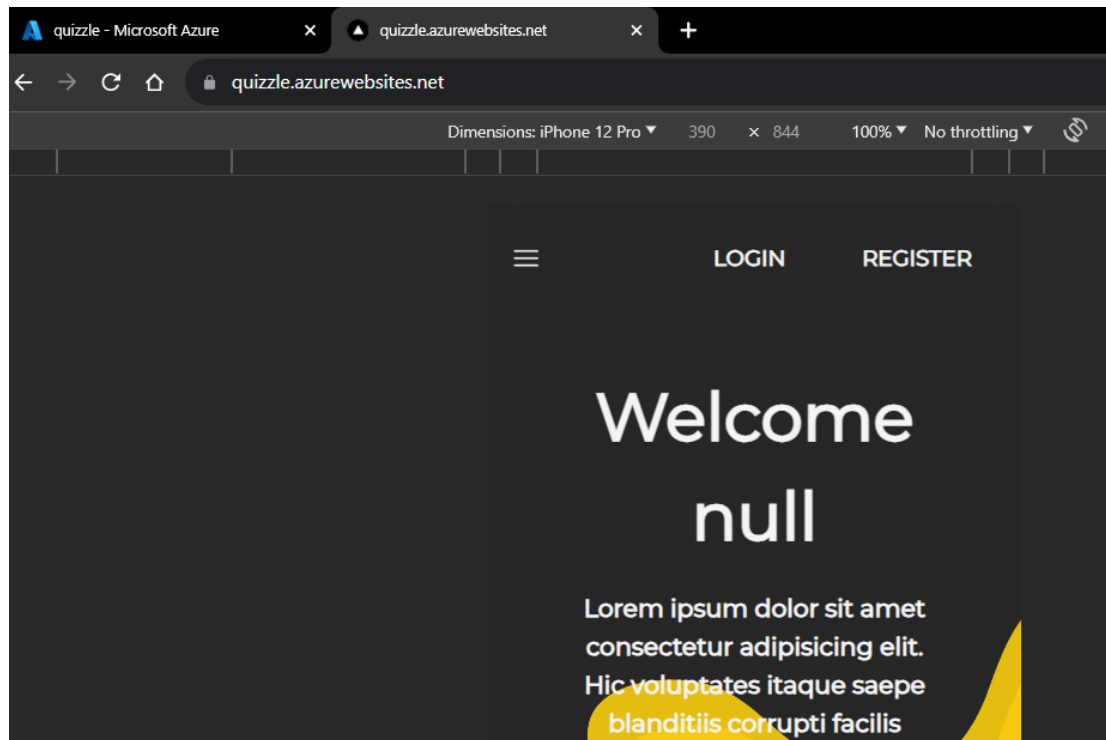 quizzle - Microsoft Azure
quizzle.azurewebsites.net
quizzle.azurewebsites.net
Dimensions: iPhone 12 Pro 390 × 844 100% No throttling
LOGIN REGISTER
Welcome
null
Lorem ipsum dolor sit amet
consectetur adipisicing elit.
Hic voluptates itaque saepe
blanditiis corrupti facilis